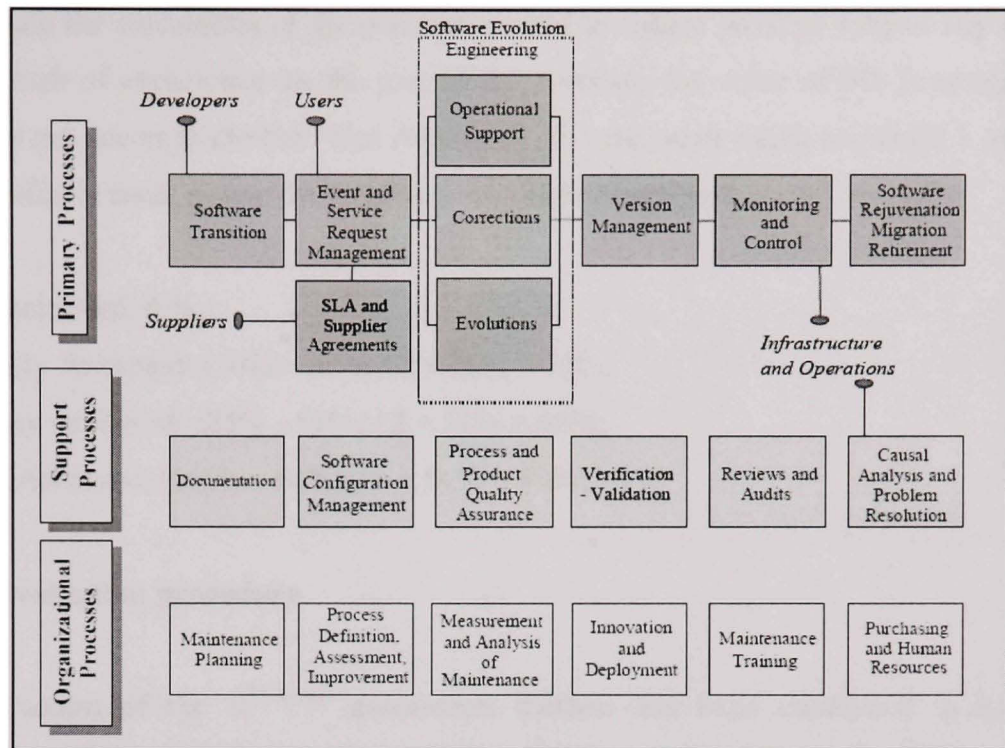 Software Evolution
Engineering
Developers
Users
Operational
Support
Primary Processes
Software
Transition
Event and
Service
Request
Management
Corrections
Version
Management
Monitoring
and
Control
Software
Rejuvenation
Migration
Retirement
Suppliers
SLA and
Supplier
Agreements
Evolutions
Infrastructure
and Operations
Support
Processes
Documentation
Software
Configuration
Management
Process and
Product
Quality
Assurance
Verification
- Validation
Reviews and
Audits
Causal
Analysis and
Problem
Resolution
Organizational
Processes
Maintenance
Planning
Process
Definition.
Assessment,
Improvement
Measurement
and Analysis
of
Maintenance
Innovation
and
Deployment
Maintenance
Training
Purchasing
and Human
Resources